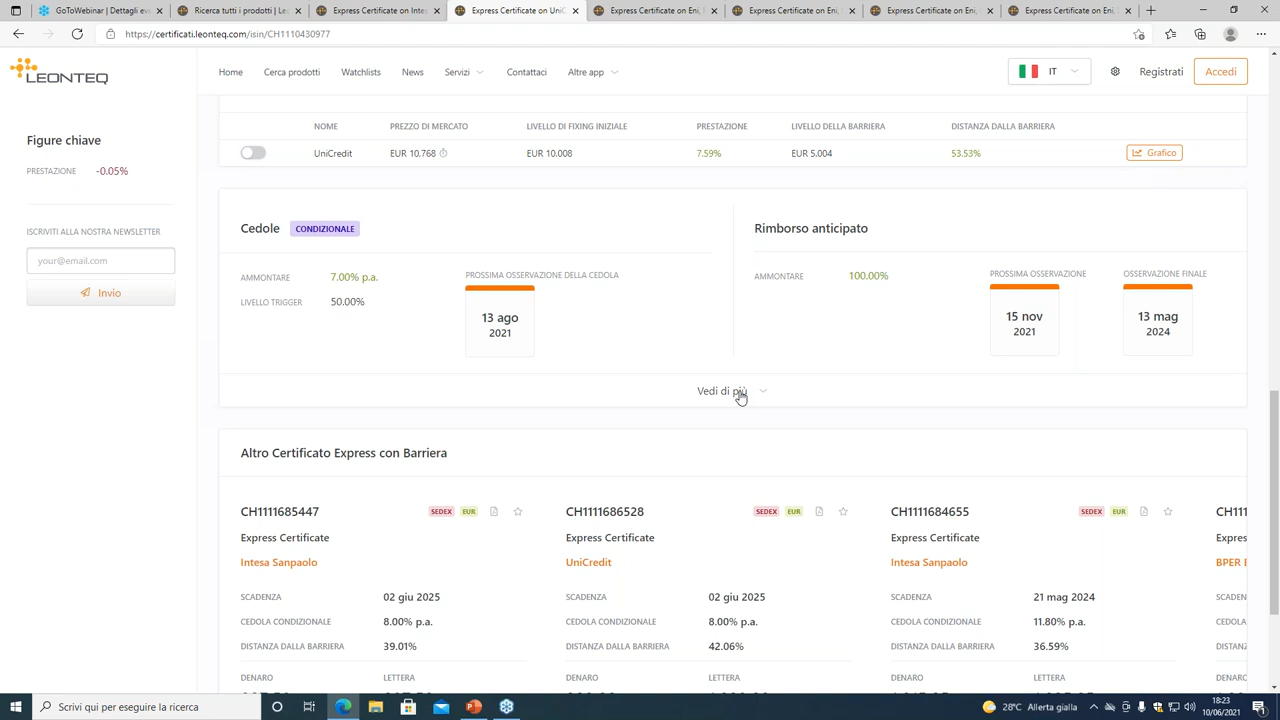 GoToWebinar | Dettagli eve
Ricerca tutti i prodotti | Leo
Express Certificate on Intes
Express Certificate on UniC
Express Certificate on Eni, F
Express Certificate on Eni,
Express Certificate on Eni,
Express Certificate on Eni,
https://certificati.leonteq.com/isin/CH1110430977
LEONTEQ
Home
Cerca prodotti
Watchlists
News
Servizi
Contattaci
Altre app
IT
Registrati
Accedi
Figure chiave
PRESTAZIONE -0.05%
ISCRIVITI ALLA NOSTRA NEWSLETTER
your@email.com
Invio
NOME PREZZO DI MERCATO LIVELLO DI FIXING INIZIALE PRESTAZIONE LIVELLO DELLA BARRIERA DISTANZA DALLA BARRIERA
UniCredit EUR 10.768 EUR 10.008 7.59% EUR 5.004 53.53% Grafico
Cedole CONDIZIONALE
AMMONTARE 7.00% p.a.
LIVELLO TRIGGER 50.00%
PROSSIMA OSSERVAZIONE DELLA CEDOLA
13 ago
2021
Rimborso anticipato
AMMONTARE 100.00%
PROSSIMA OSSERVAZIONE
15 nov
2021
OSSERVAZIONE FINALE
13 mag
2024
Vedi di più
Altro Certificato Express con Barriera
CH1111685447 SEDEX EUR
Express Certificate
Intesa Sanpaolo
SCADENZA 02 giu 2025
CEDOLA CONDIZIONALE 8.00% p.a.
DISTANZA DALLA BARRIERA 39.01%
DENARO LETTERA
CH1111686528 SEDEX EUR
Express Certificate
UniCredit
SCADENZA 02 giu 2025
CEDOLA CONDIZIONALE 8.00% p.a.
DISTANZA DALLA BARRIERA 42.06%
DENARO LETTERA
CH1111684655 SEDEX EUR
Express Certificate
Intesa Sanpaolo
SCADENZA 21 mag 2024
CEDOLA CONDIZIONALE 11.80% p.a.
DISTANZA DALLA BARRIERA 36.59%
DENARO LETTERA
CH111
Expres
BPER
SCADEN
CEDOLA
DISTANZ
DENARO
Scrivi qui per eseguire la ricerca
28°C Allerta gialla
18:23
10/06/2021